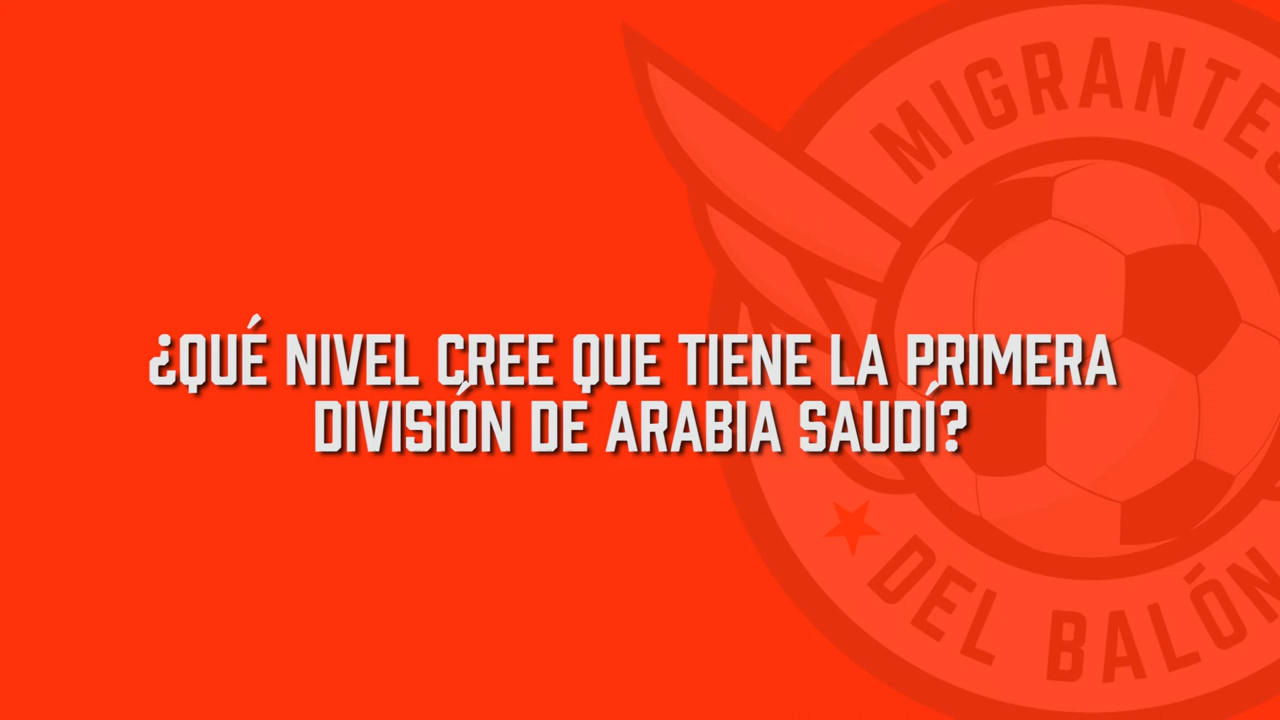 MIGRANTES
¿QUÉ NIVEL CREE QUE TIENE LA PRIMERA
DIVISIÓN DE ARABIA SAUDÍ?
DEL BALÓN